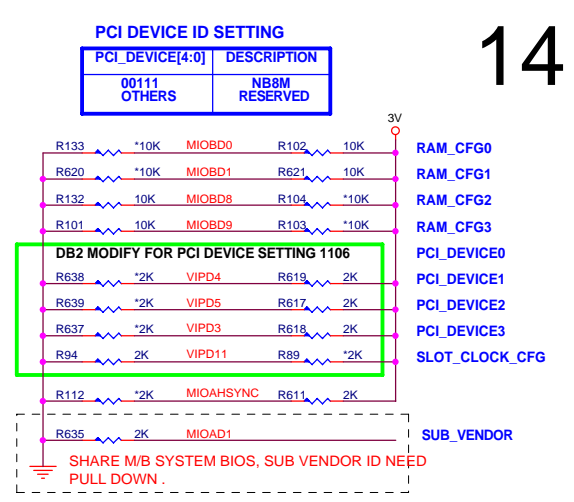 PCI DEVICE ID SETTING
14
PCI_DEVICE[4:0] DESCRIPTION
00111 NB8M
OTHERS RESERVED
3V
R133 *10K MIOBD0 R102 10K RAM_CFG0
R620 *10K MIOBD1 R621 10K RAM_CFG1
R132 10K MIOBD8 R104 *10K RAM_CFG2
R101 10K MIOBD9 R103 *10K RAM_CFG3
DB2 MODIFY FOR PCI DEVICE SETTING 1106 PCI_DEVICE0
R638 *2K VIPD4 R619 2K PCI_DEVICE1
R639 *2K VIPD5 R617 2K PCI_DEVICE2
R637 *2K VIPD3 R618 2K PCI_DEVICE3
R94 2K VIPD11 R89 *2K SLOT_CLOCK_CFG
R112 *2K MIOAHSYNC R611 2K
R635 2K MIOAD1 SUB_VENDOR
SHARE M/B SYSTEM BIOS, SUB VENDOR ID NEED
PULL DOWN .